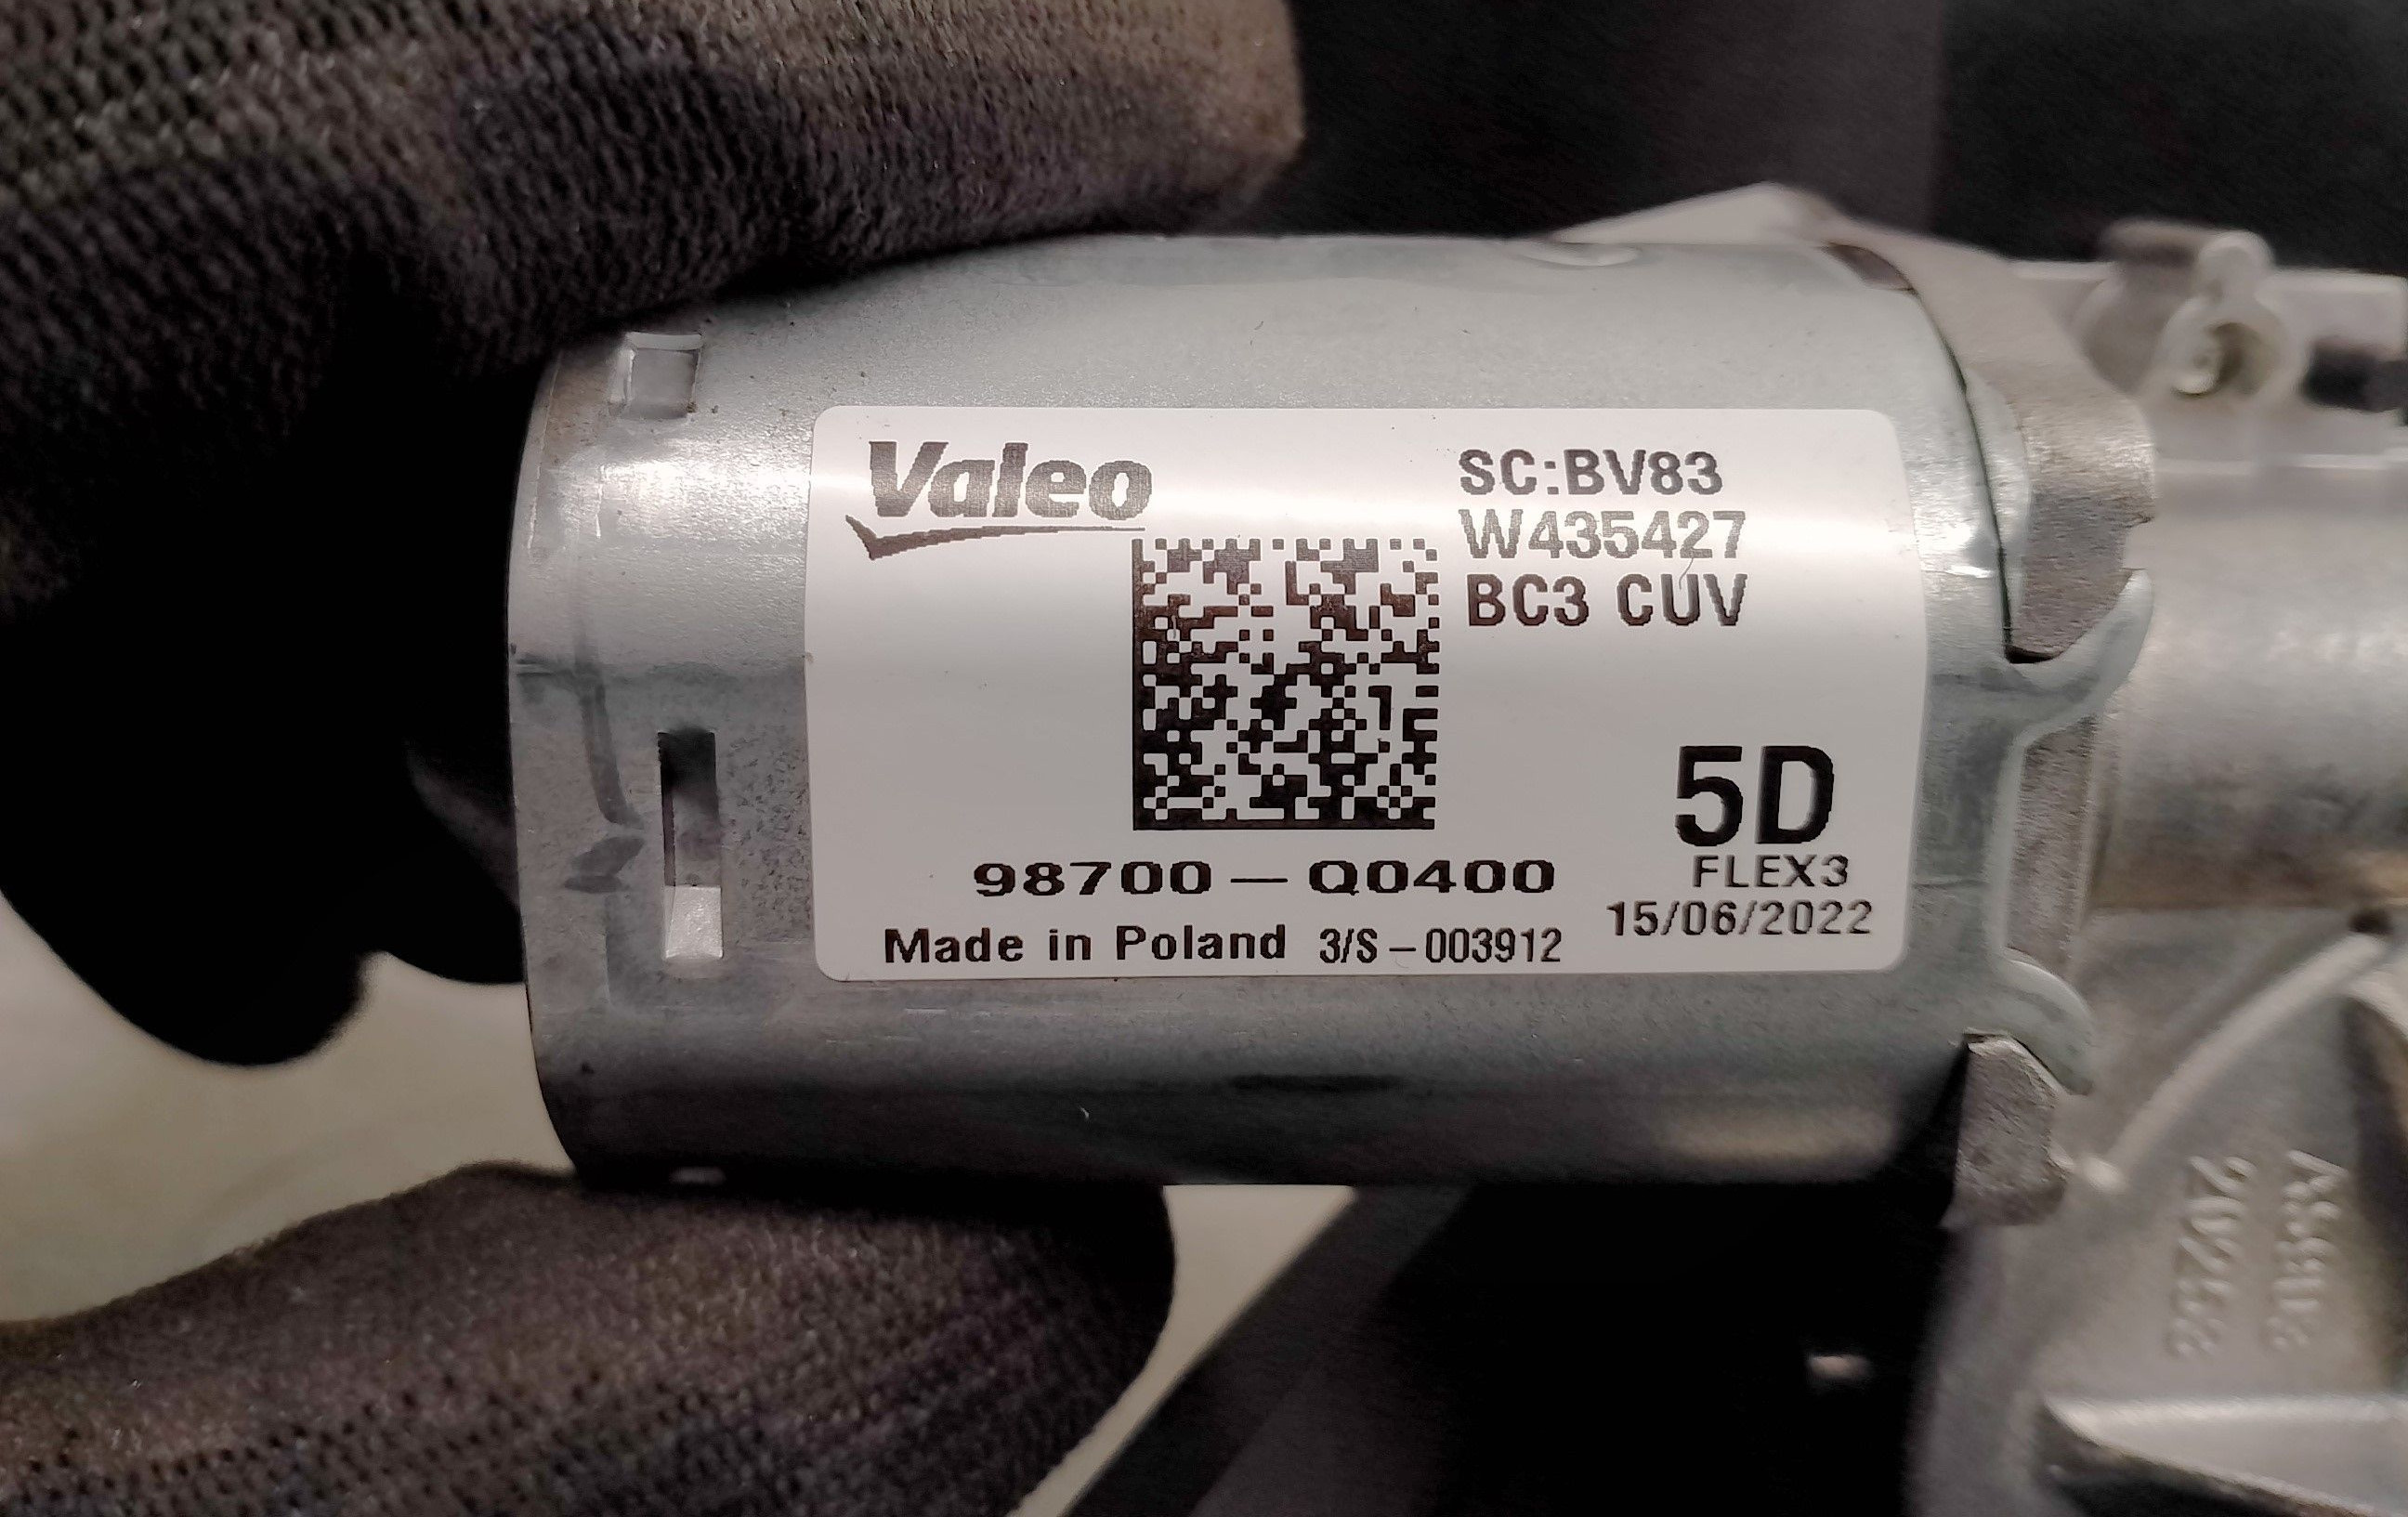 Valeo
SC:BV83
W435427
BC3 CUV
5D
FLEX3
98700-Q0400
15/06/2022
Made in Poland 3/S-003912